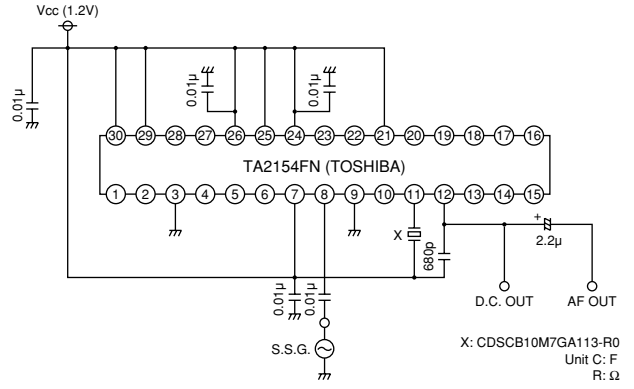 Vcc (1.2V)
0.01μ
0.01μ
0.01μ
30 29 28 27 26 25 24 23 22 21 20 19 18 17 16
TA2154FN (TOSHIBA)
1 2 3 4 5 6 7 8 9 10 11 12 13 14 15
X
680p
+
2.2μ
0.01μ
0.01μ
D.C. OUT
AF OUT
S.S.G.
X: CDSCB10M7GA113-R0
Unit C: F
R: Ω